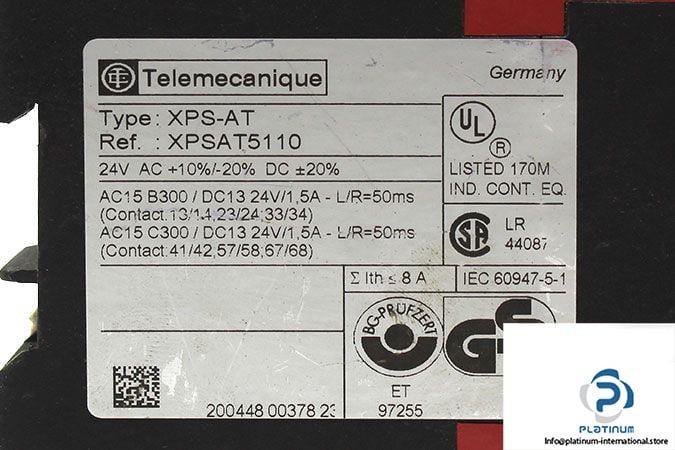 Telemecanique
Germany
Type: XPS-AT
Ref. : XPSAT5110
24V AC +10%/-20% DC ±20%
AC15 B300 / DC13 24V/1,5A - L/R=50ms
(Contact:13/14;23/24;33/34)
AC15 C300 / DC13 24V/1,5A - L/R=50ms
(Contact:41/42,57/58;67/68)
UL
R
LISTED 170M
IND. CONT. EQ.
SA
LR
44087
Σ Ith ≤ 8 A
IEC 60947-5-1
BG-PRÜFZERT
GS
ET
97255
200448 00378 23
PLATINUM
Info@platinum-international.store